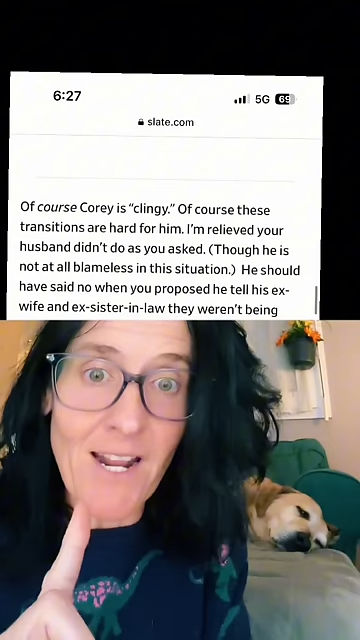 6:27
5G 69
slate.com
Of course Corey is “clingy.” Of course these
transitions are hard for him. I’m relieved your
husband didn’t do as you asked. (Though he is
not at all blameless in this situation.) He should
have said no when you proposed he tell his ex-
wife and ex-sister-in-law they weren’t being